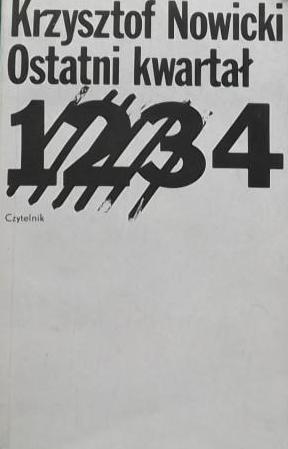 Krzysztof Nowicki
Ostatni kwartał
1234
Czytelnik